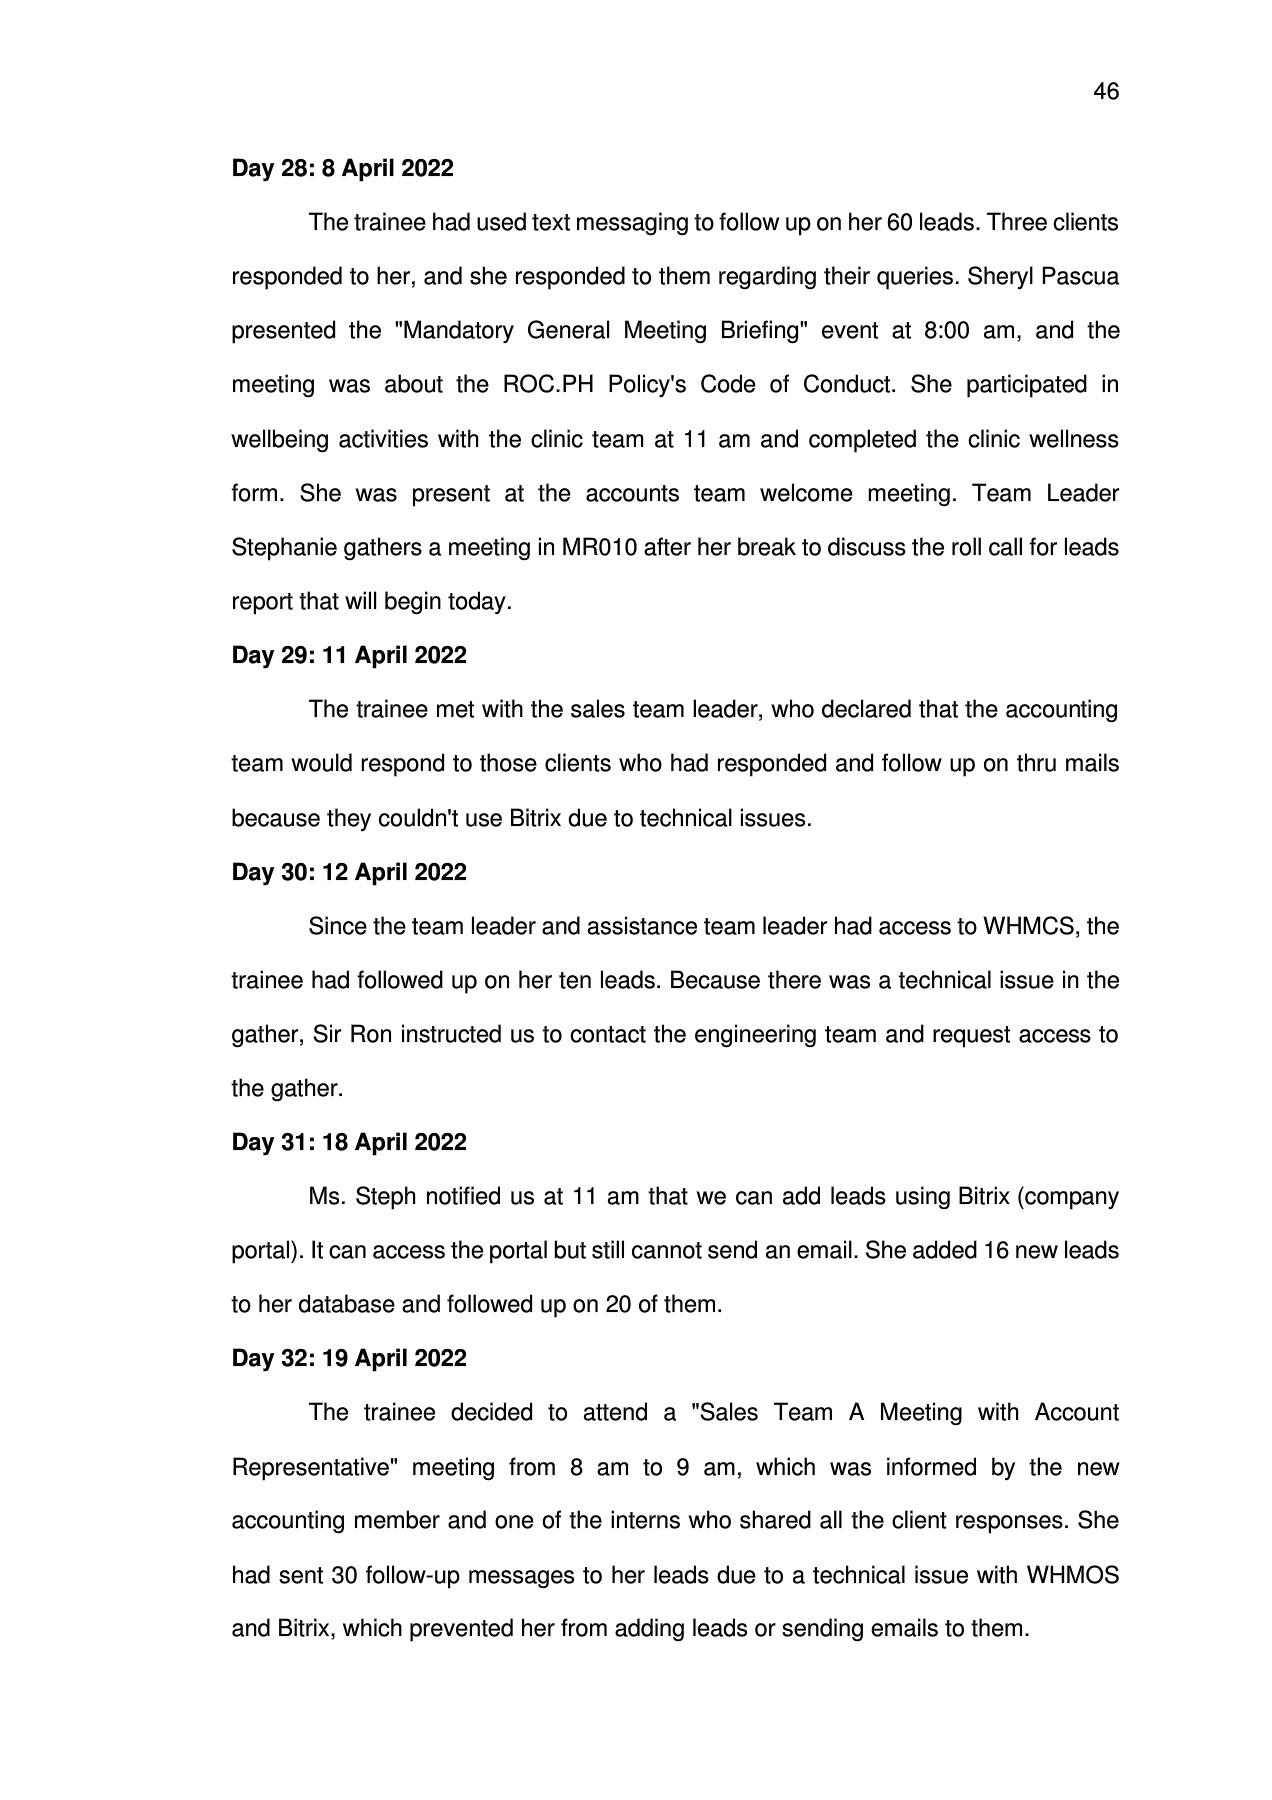 46
Day 28: 8 April 2022
The trainee had used text messaging to follow up on her 60 leads. Three clients
responded to her, and she responded to them regarding their queries. Sheryl Pascua
presented the "Mandatory General Meeting Briefing" event at 8:00 am, and the
meeting was about the ROC.PH Policy's Code of Conduct. She participated in
wellbeing activities with the clinic team at 11 am and completed the clinic wellness
form. She was present at the accounts team welcome meeting. Team Leader
Stephanie gathers a meeting in MR010 after her break to discuss the roll call for leads
report that will begin today.
Day 29: 11 April 2022
The trainee met with the sales team leader, who declared that the accounting
team would respond to those clients who had responded and follow up on thru mails
because they couldn't use Bitrix due to technical issues.
Day 30: 12 April 2022
Since the team leader and assistance team leader had access to WHMCS, the
trainee had followed up on her ten leads. Because there was a technical issue in the
gather, Sir Ron instructed us to contact the engineering team and request access to
the gather.
Day 31: 18 April 2022
Ms. Steph notified us at 11 am that we can add leads using Bitrix (company
portal). It can access the portal but still cannot send an email. She added 16 new leads
to her database and followed up on 20 of them.
Day 32: 19 April 2022
The trainee decided to attend a "Sales Team A Meeting with Account
Representative" meeting from 8 am to 9 am, which was informed by the new
accounting member and one of the interns who shared all the client responses. She
had sent 30 follow-up messages to her leads due to a technical issue with WHMOS
and Bitrix, which prevented her from adding leads or sending emails to them.